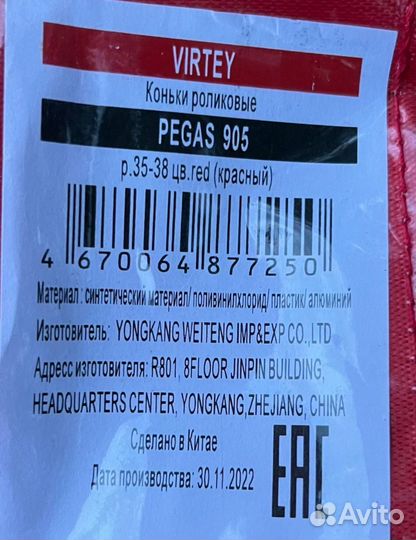 VIRTEY
Коньки роликовые
PEGAS 905
р.35-38 цв.red (красный)
4 670064 877250
Материал : синтетический материал/ поливинилхлорид/ пластик/ алюминий
Изготовитель: YONGKANG WEITENG IMP&EXP CO.,LTD
Адресс изготовителя: R801, 8FLOOR JINPIN BUILDING,
HEADQUARTERS CENTER, YONGKANG,ZHEJIANG, CHINA
Сделано в Китае
Дата производства: 30.11.2022
EAC
Avito